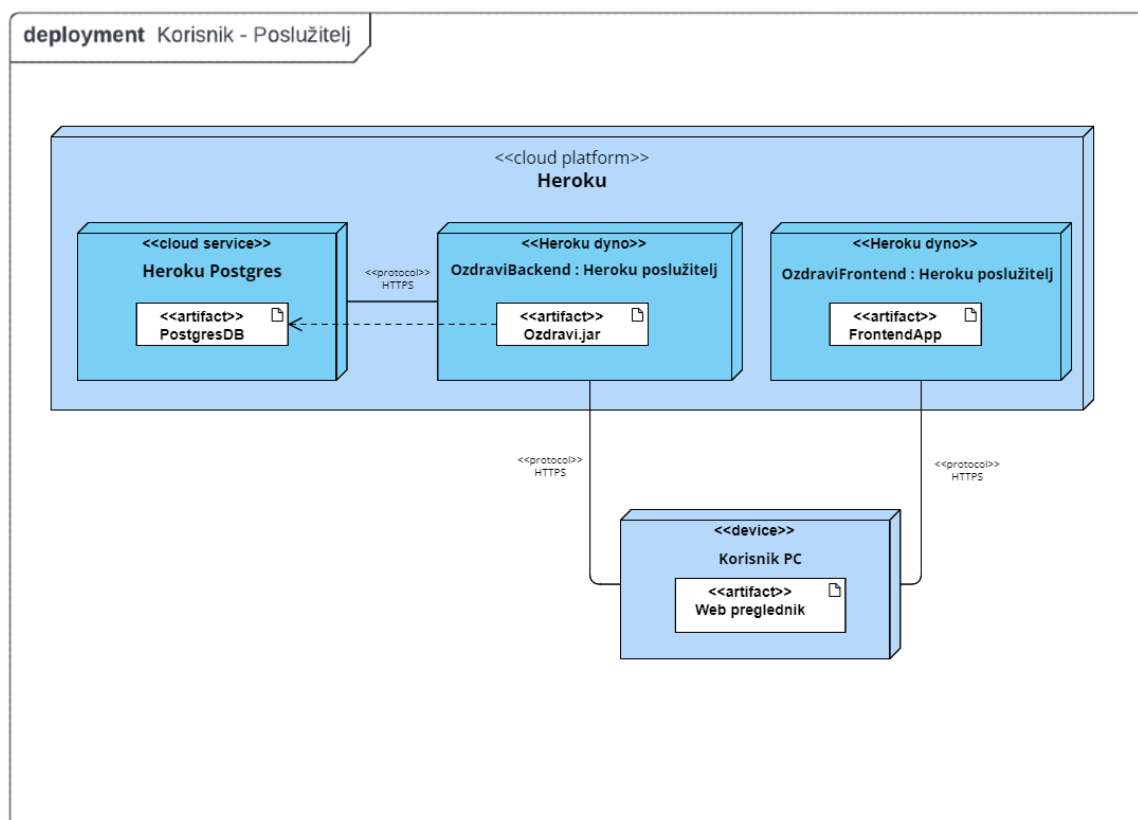 deployment Korisnik - Poslužitelj
<<cloud platform>>
Heroku
<<cloud service>>
Heroku Postgres
<<artifact>>
PostgresDB
<<protocol>>
HTTPS
<<Heroku dyno>>
OzdraviBackend : Heroku poslužitelj
<<artifact>>
Ozdravi.jar
<<Heroku dyno>>
OzdraviFrontend : Heroku poslužitelj
<<artifact>>
FrontendApp
<<protocol>>
HTTPS
<<protocol>>
HTTPS
<<device>>
Korisnik PC
<<artifact>>
Web preglednik